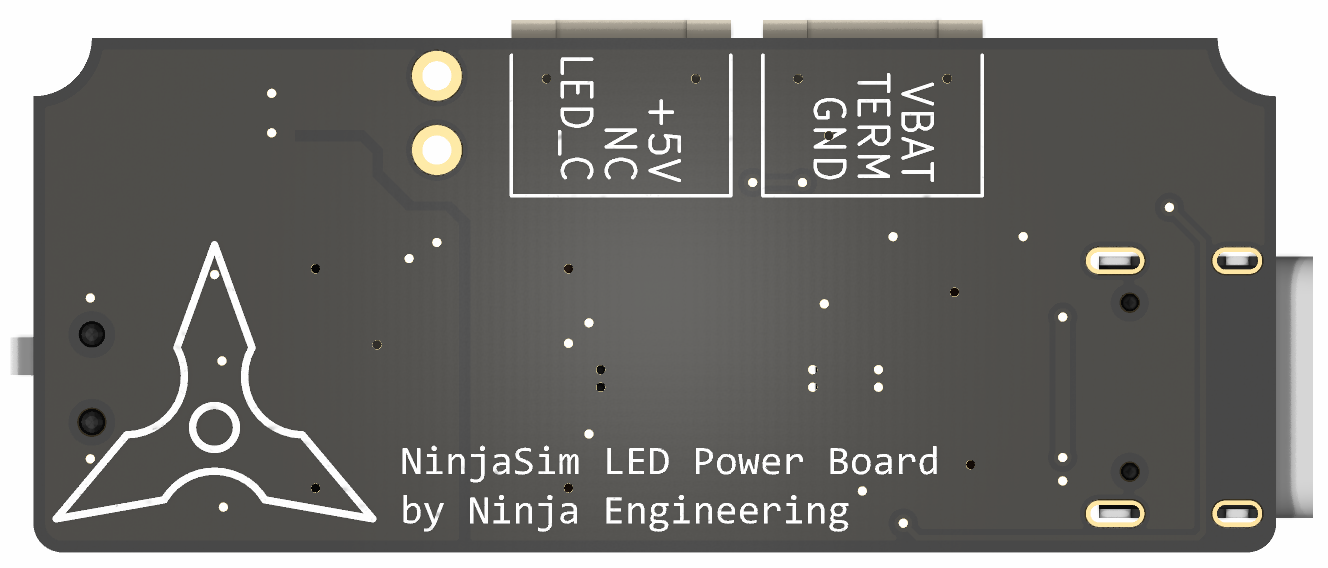 LED_C
NC
+5V
GND
TERM
VBAT
NinjaSim LED Power Board
by Ninja Engineering